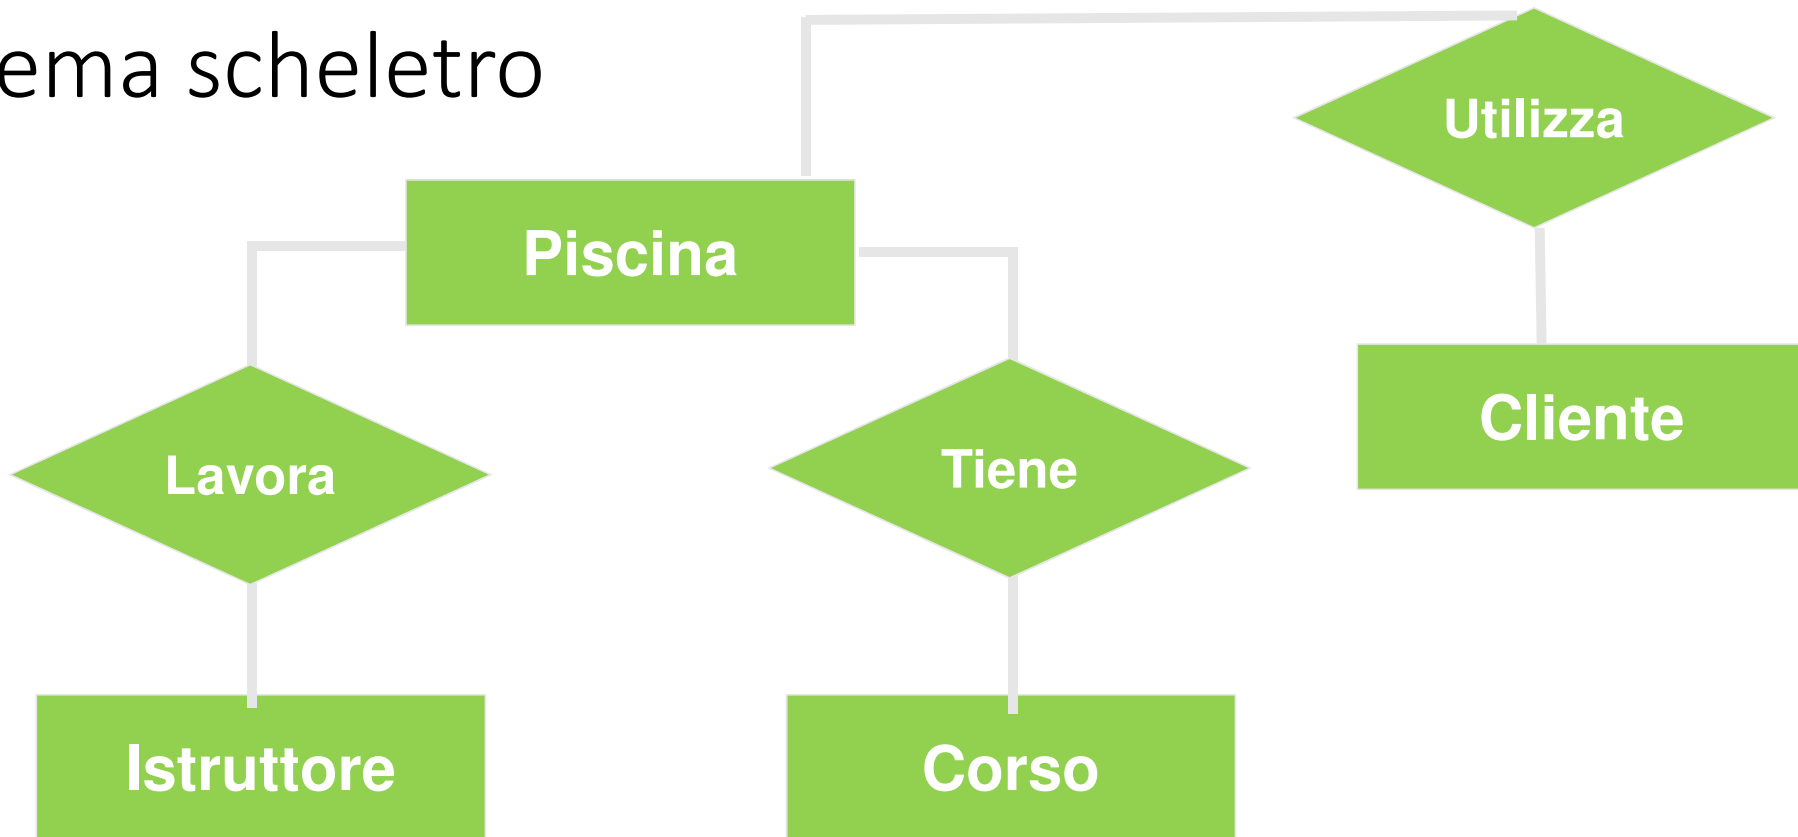 ema scheletro
Utilizza
Piscina
Cliente
Lavora
Tiene
Istruttore
Corso